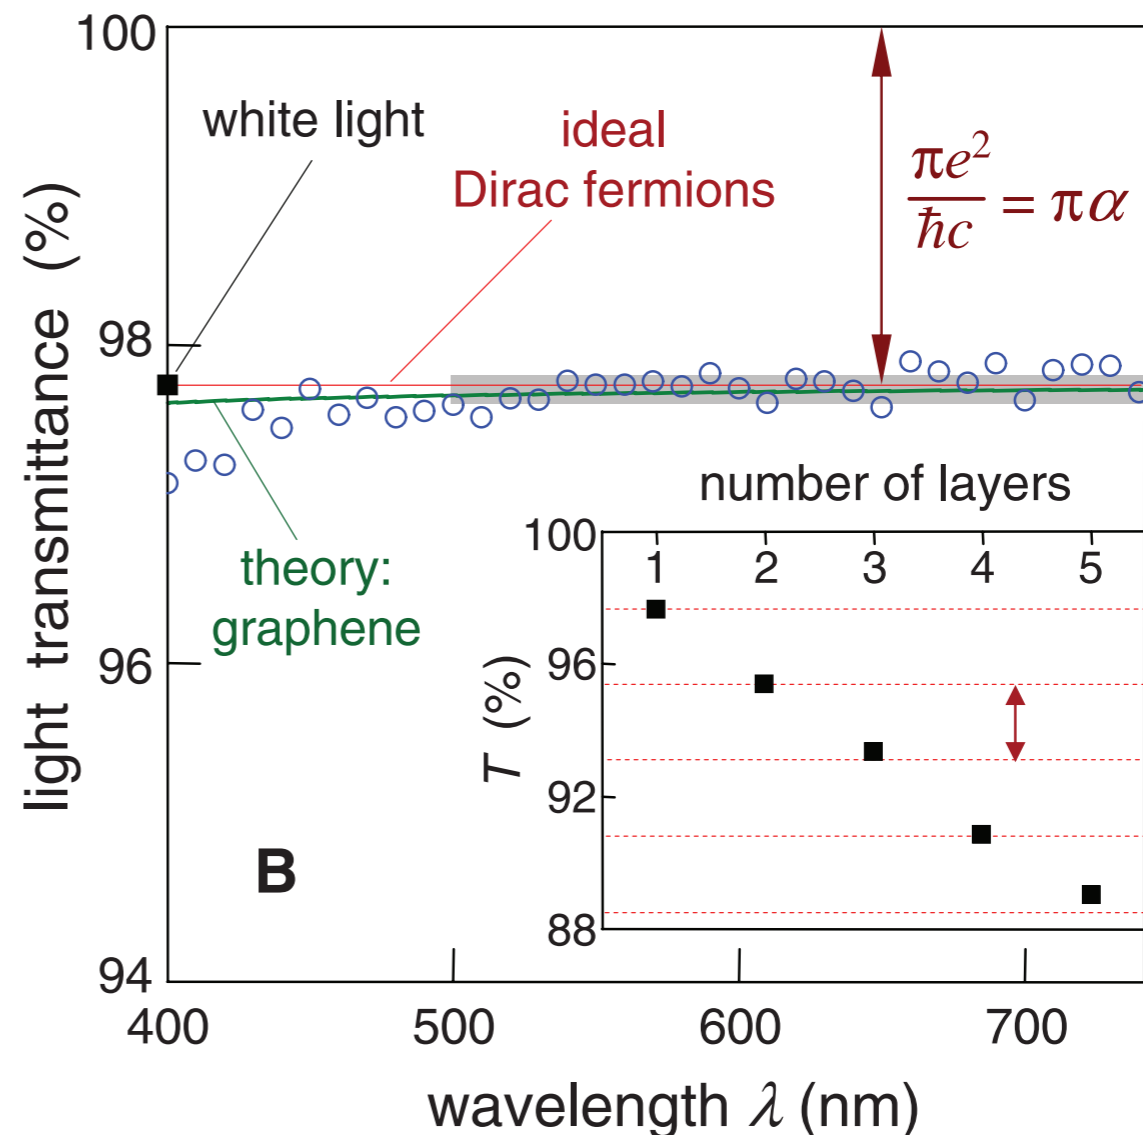 100
white light
ideal
Dirac fermions
πe²/ħc = πα
98
light transmittance (%)
theory:
graphene
96
B
94
400
500
600
700
wavelength λ (nm)
number of layers
100
1 2 3 4 5
96
T (%)
92
88